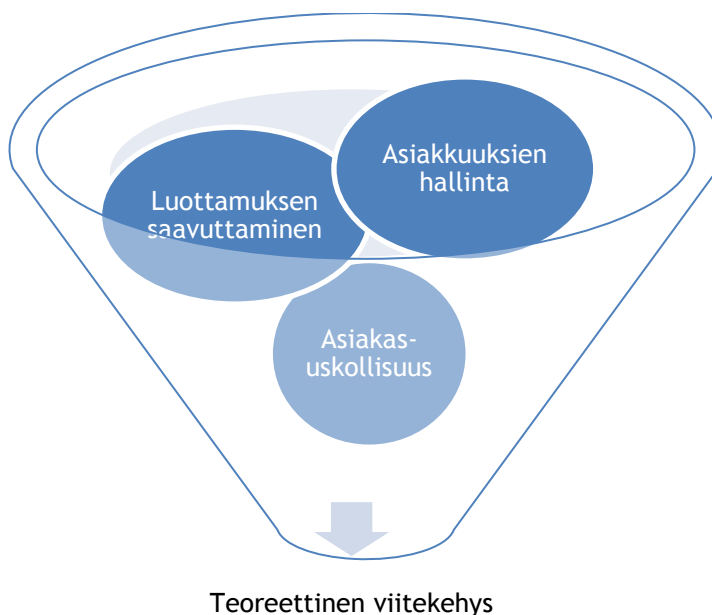 Asiakkuuksien
hallinta
Luottamuksen
saavuttaminen
Asiakas-
uskollisuus
Teoreettinen viitekehys